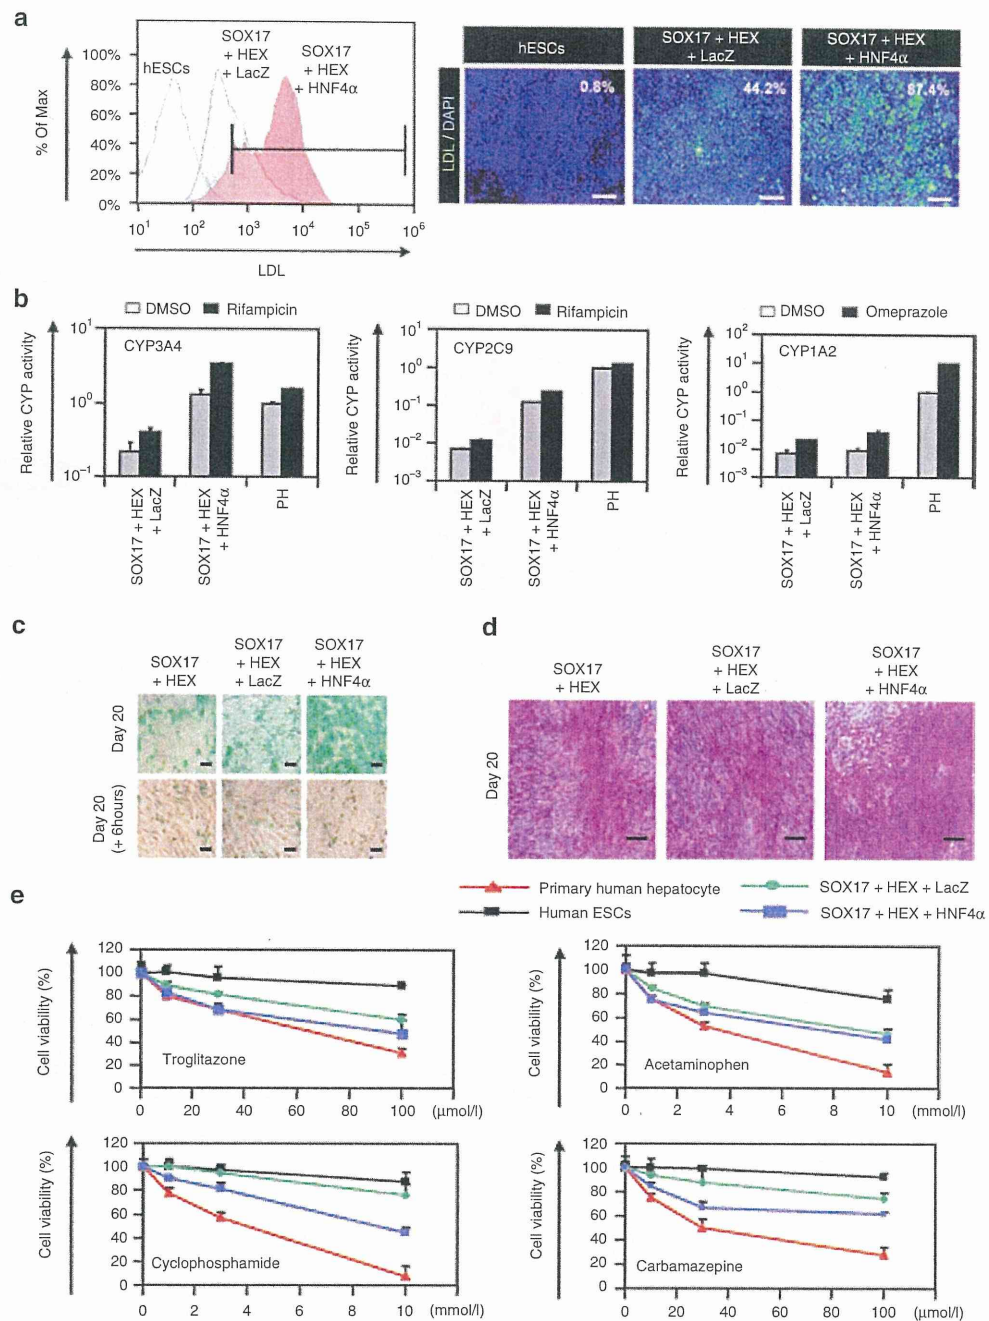 a
SOX17
+ HEX
+ LacZ
SOX17
+ HEX
+ HNF4α
hESCs
% Of Max
100%
80%
60%
40%
20%
0%
10¹ 10² 10³ 10⁴ 10⁵ 10⁶
LDL
hESCs
SOX17 + HEX
+ LacZ
SOX17 + HEX
+ HNF4α
LDL / DAPI
0.8%
44.2%
87.4%
b
DMSO Rifampicin
Relative CYP activity
CYP3A4
10¹
10⁰
10⁻¹
SOX17 + HEX
+ LacZ
SOX17 + HEX
+ HNF4α
PH
DMSO Rifampicin
Relative CYP activity
CYP2C9
10¹
10⁰
10⁻¹
10⁻²
10⁻³
SOX17 + HEX
+ LacZ
SOX17 + HEX
+ HNF4α
PH
DMSO Omeprazole
Relative CYP activity
CYP1A2
10²
10¹
10⁰
10⁻¹
10⁻²
10⁻³
SOX17 + HEX
+ LacZ
SOX17 + HEX
+ HNF4α
PH
c
SOX17
+ HEX
SOX17
+ HEX
+ LacZ
SOX17
+ HEX
+ HNF4α
Day 20
Day 20
(+ 6hours)
d
SOX17
+ HEX
SOX17
+ HEX
+ LacZ
SOX17
+ HEX
+ HNF4α
Day 20
e
Primary human hepatocyte
SOX17 + HEX + LacZ
Human ESCs
SOX17 + HEX + HNF4α
Cell viability (%)
120
100
80
60
40
20
0
Troglitazone
0 20 40 60 80 100 (μmol/l)
Cell viability (%)
120
100
80
60
40
20
0
Acetaminophen
0 2 4 6 8 10 (mmol/l)
Cell viability (%)
120
100
80
60
40
20
0
Cyclophosphamide
0 2 4 6 8 10 (mmol/l)
Cell viability (%)
120
100
80
60
40
20
0
Carbamazepine
0 20 40 60 80 100 (μmol/l)